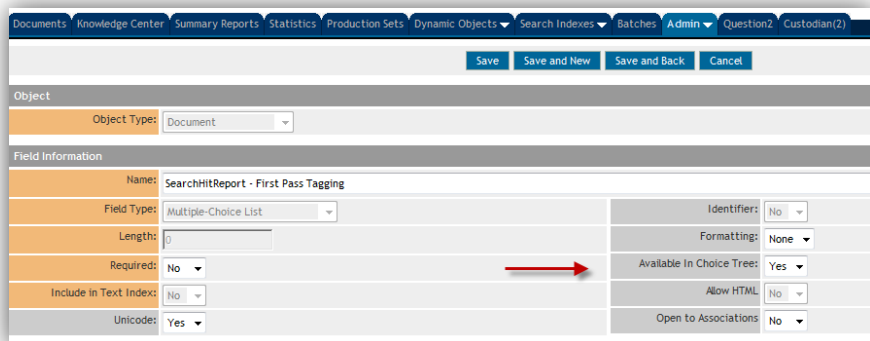 Documents Knowledge Center Summary Reports Statistics Production Sets Dynamic Objects Search Indexes Batches Admin Question2 Custodian(2)
Save Save and New Save and Back Cancel
Object
Object Type: Document
Field Information
Name: SearchHitReport - First Pass Tagging
Field Type: Multiple-Choice List Identifier: No
Length: 0 Formatting: None
Required: No Available In Choice Tree: Yes
Include in Text Index: No Allow HTML No
Unicode: Yes Open to Associations No